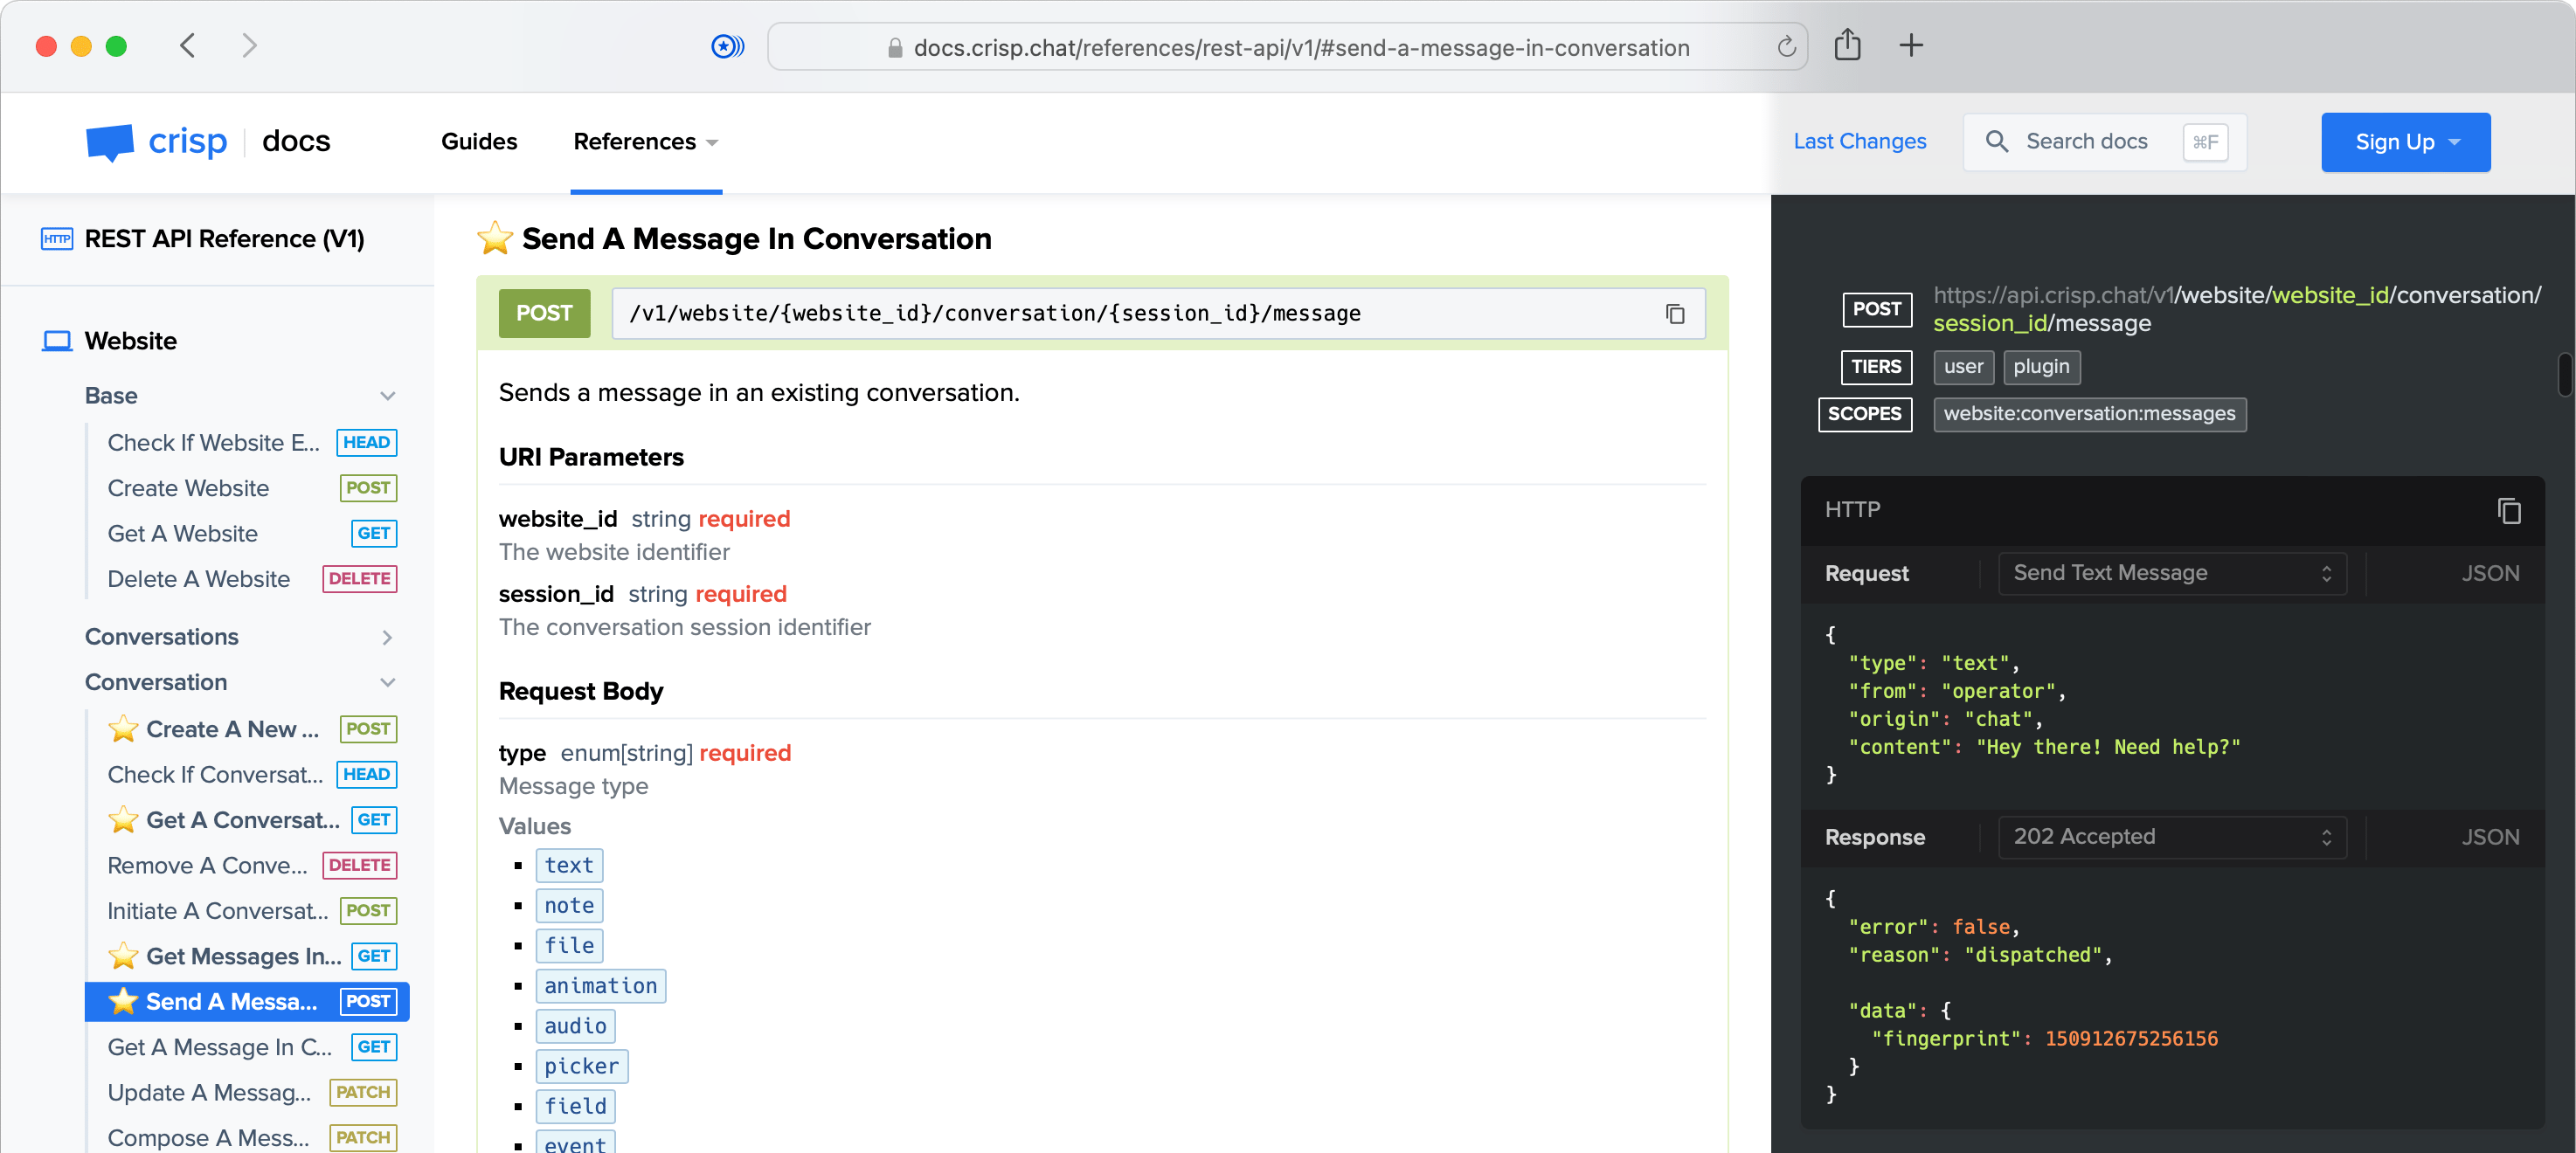 docs.crisp.chat/references/rest-api/v1/#send-a-message-in-conversation
crisp docs
Guides
References
Last Changes
Search docs
⌘F
Sign Up
HTTP REST API Reference (V1)
Website
Base
Check If Website E... HEAD
Create Website POST
Get A Website GET
Delete A Website DELETE
Conversations
Conversation
⭐ Create A New ... POST
Check If Conversat... HEAD
⭐ Get A Conversat... GET
Remove A Conve... DELETE
Initiate A Conversat... POST
⭐ Get Messages In... GET
⭐ Send A Messa... POST
Get A Message In C... GET
Update A Messag... PATCH
Compose A Mess... PATCH
⭐ Send A Message In Conversation
POST /v1/website/{website_id}/conversation/{session_id}/message
Sends a message in an existing conversation.
URI Parameters
website_id string required
The website identifier
session_id string required
The conversation session identifier
Request Body
type enum[string] required
Message type
Values
▪ text
▪ note
▪ file
▪ animation
▪ audio
▪ picker
▪ field
▪ event
POST https://api.crisp.chat/v1/website/website_id/conversation/
session_id/message
TIERS user plugin
SCOPES website:conversation:messages
HTTP
Request Send Text Message JSON
{
"type": "text",
"from": "operator",
"origin": "chat",
"content": "Hey there! Need help?"
}
Response 202 Accepted JSON
{
"error": false,
"reason": "dispatched",
"data": {
"fingerprint": 150912675256156
}
}